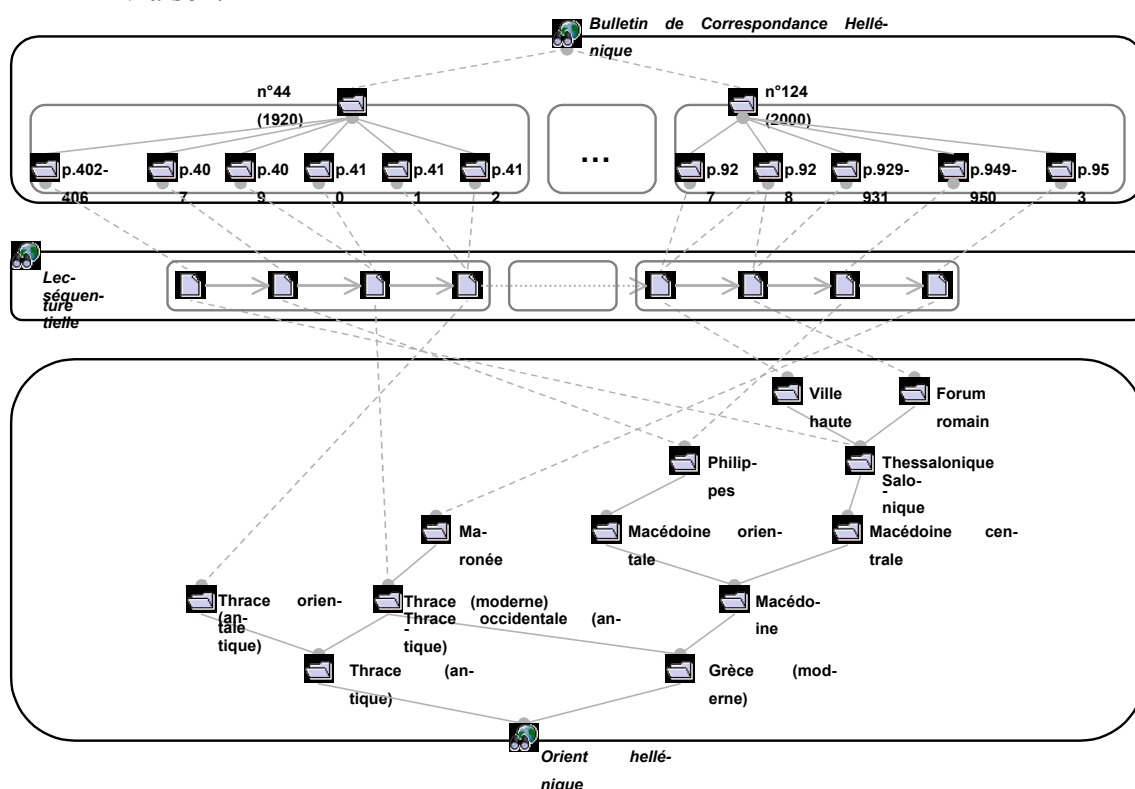 Bulletin de Correspondance Hellé-
nique
n°44
(1920)
n°124
(2000)
p.402-
406
p.40
7
p.40
9
p.41
0
p.41
1
p.41
2
...
p.92
7
p.92
8
p.929-
931
p.949-
950
p.95
3
Lec-
séquen-
ture
tielle
Ville
haute
Forum
romain
Philip-
pes
Thessalonique
Salo-
-
nique
Ma-
ronée
Macédoine orien-
tale
Macédoine cen-
trale
Thrace orien-
(an-
tale
tique)
Thrace (moderne)
Thrace occidentale (an-
-
tique)
Macédo-
ine
Thrace (an-
tique)
Grèce (mod-
erne)
Orient hellé-
nique